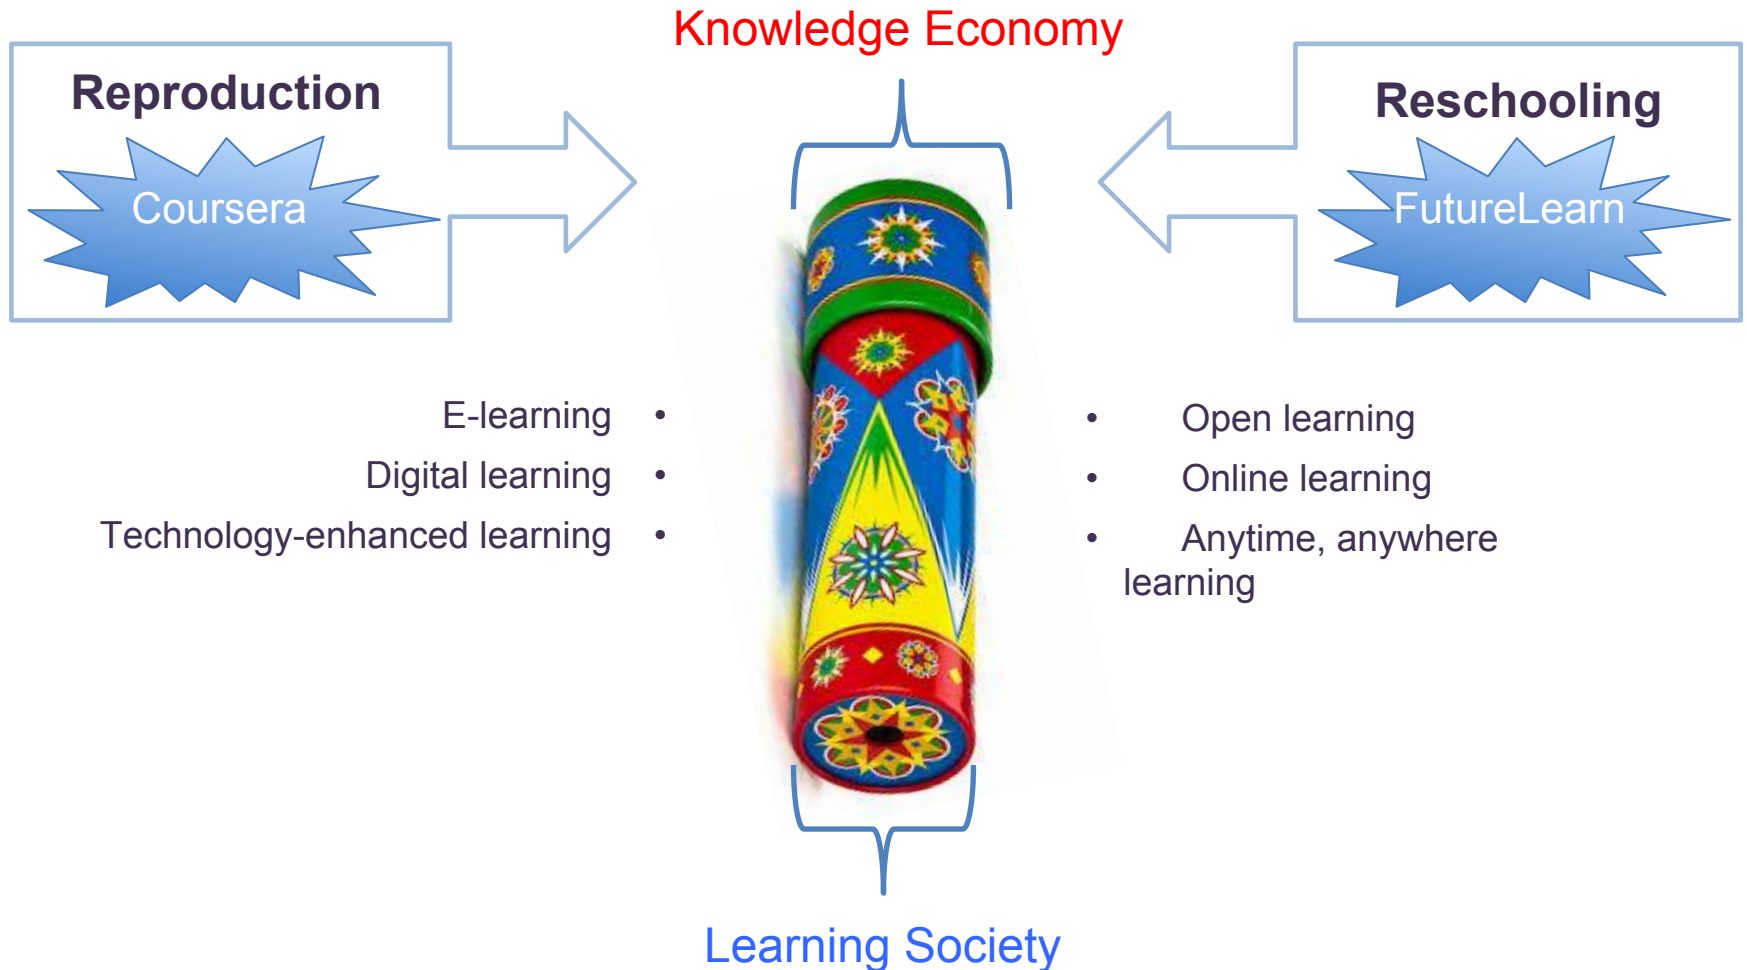 Knowledge Economy
Reproduction
Coursera
Reschooling
FutureLearn
E-learning •
Digital learning •
Technology-enhanced learning •
• Open learning
• Online learning
• Anytime, anywhere
learning
Learning Society